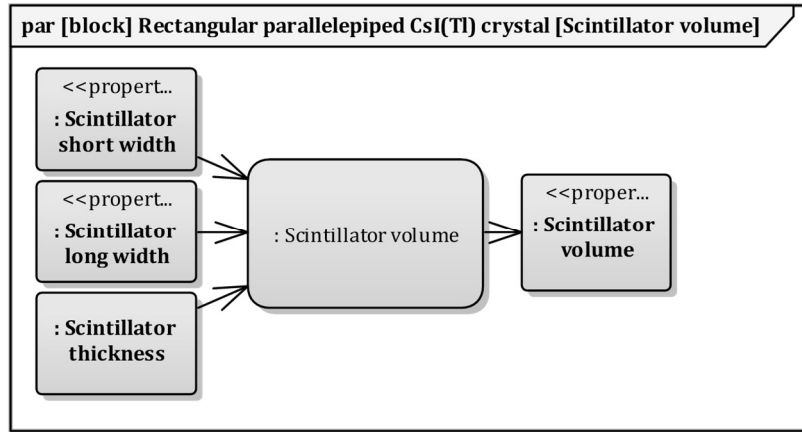 par [block] Rectangular parallelepiped CsI(Tl) crystal [Scintillator volume]
<<propert...
: Scintillator
short width
<<propert...
: Scintillator
long width
: Scintillator
thickness
: Scintillator volume
<<proper...
: Scintillator
volume